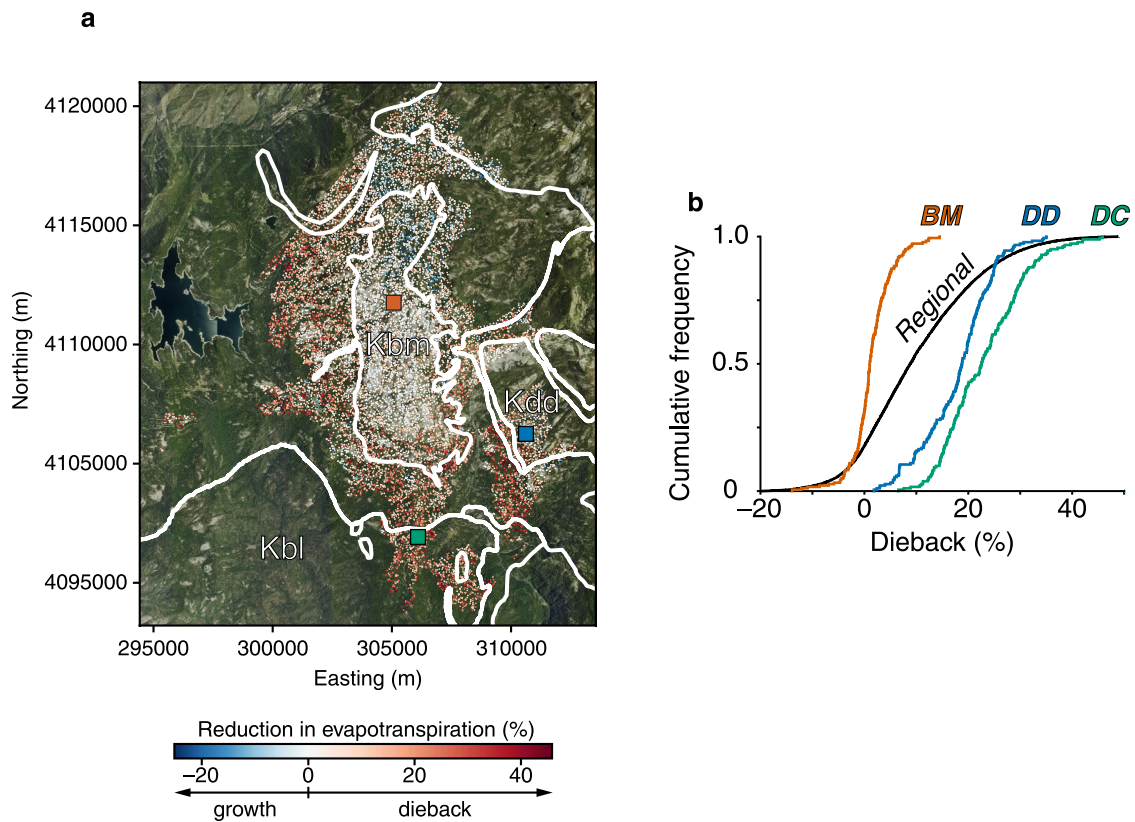 a
4120000
4115000
4110000
4105000
4095000
Northing (m)
Kbm
Kdd
Kbl
295000 300000 305000 310000
Easting (m)
Reduction in evapotranspiration (%)
−20 0 20 40
growth dieback
b
BM DD DC
Regional
1.0
0.5
0
Cumulative frequency
−20 0 20 40
Dieback (%)